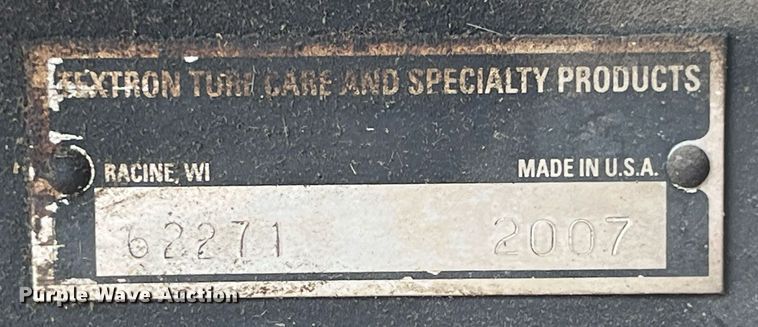 TEXTRON TURF CARE AND SPECIALTY PRODUCTS
RACINE, WI MADE IN U.S.A.
62271 2007
Purple Wave Auction